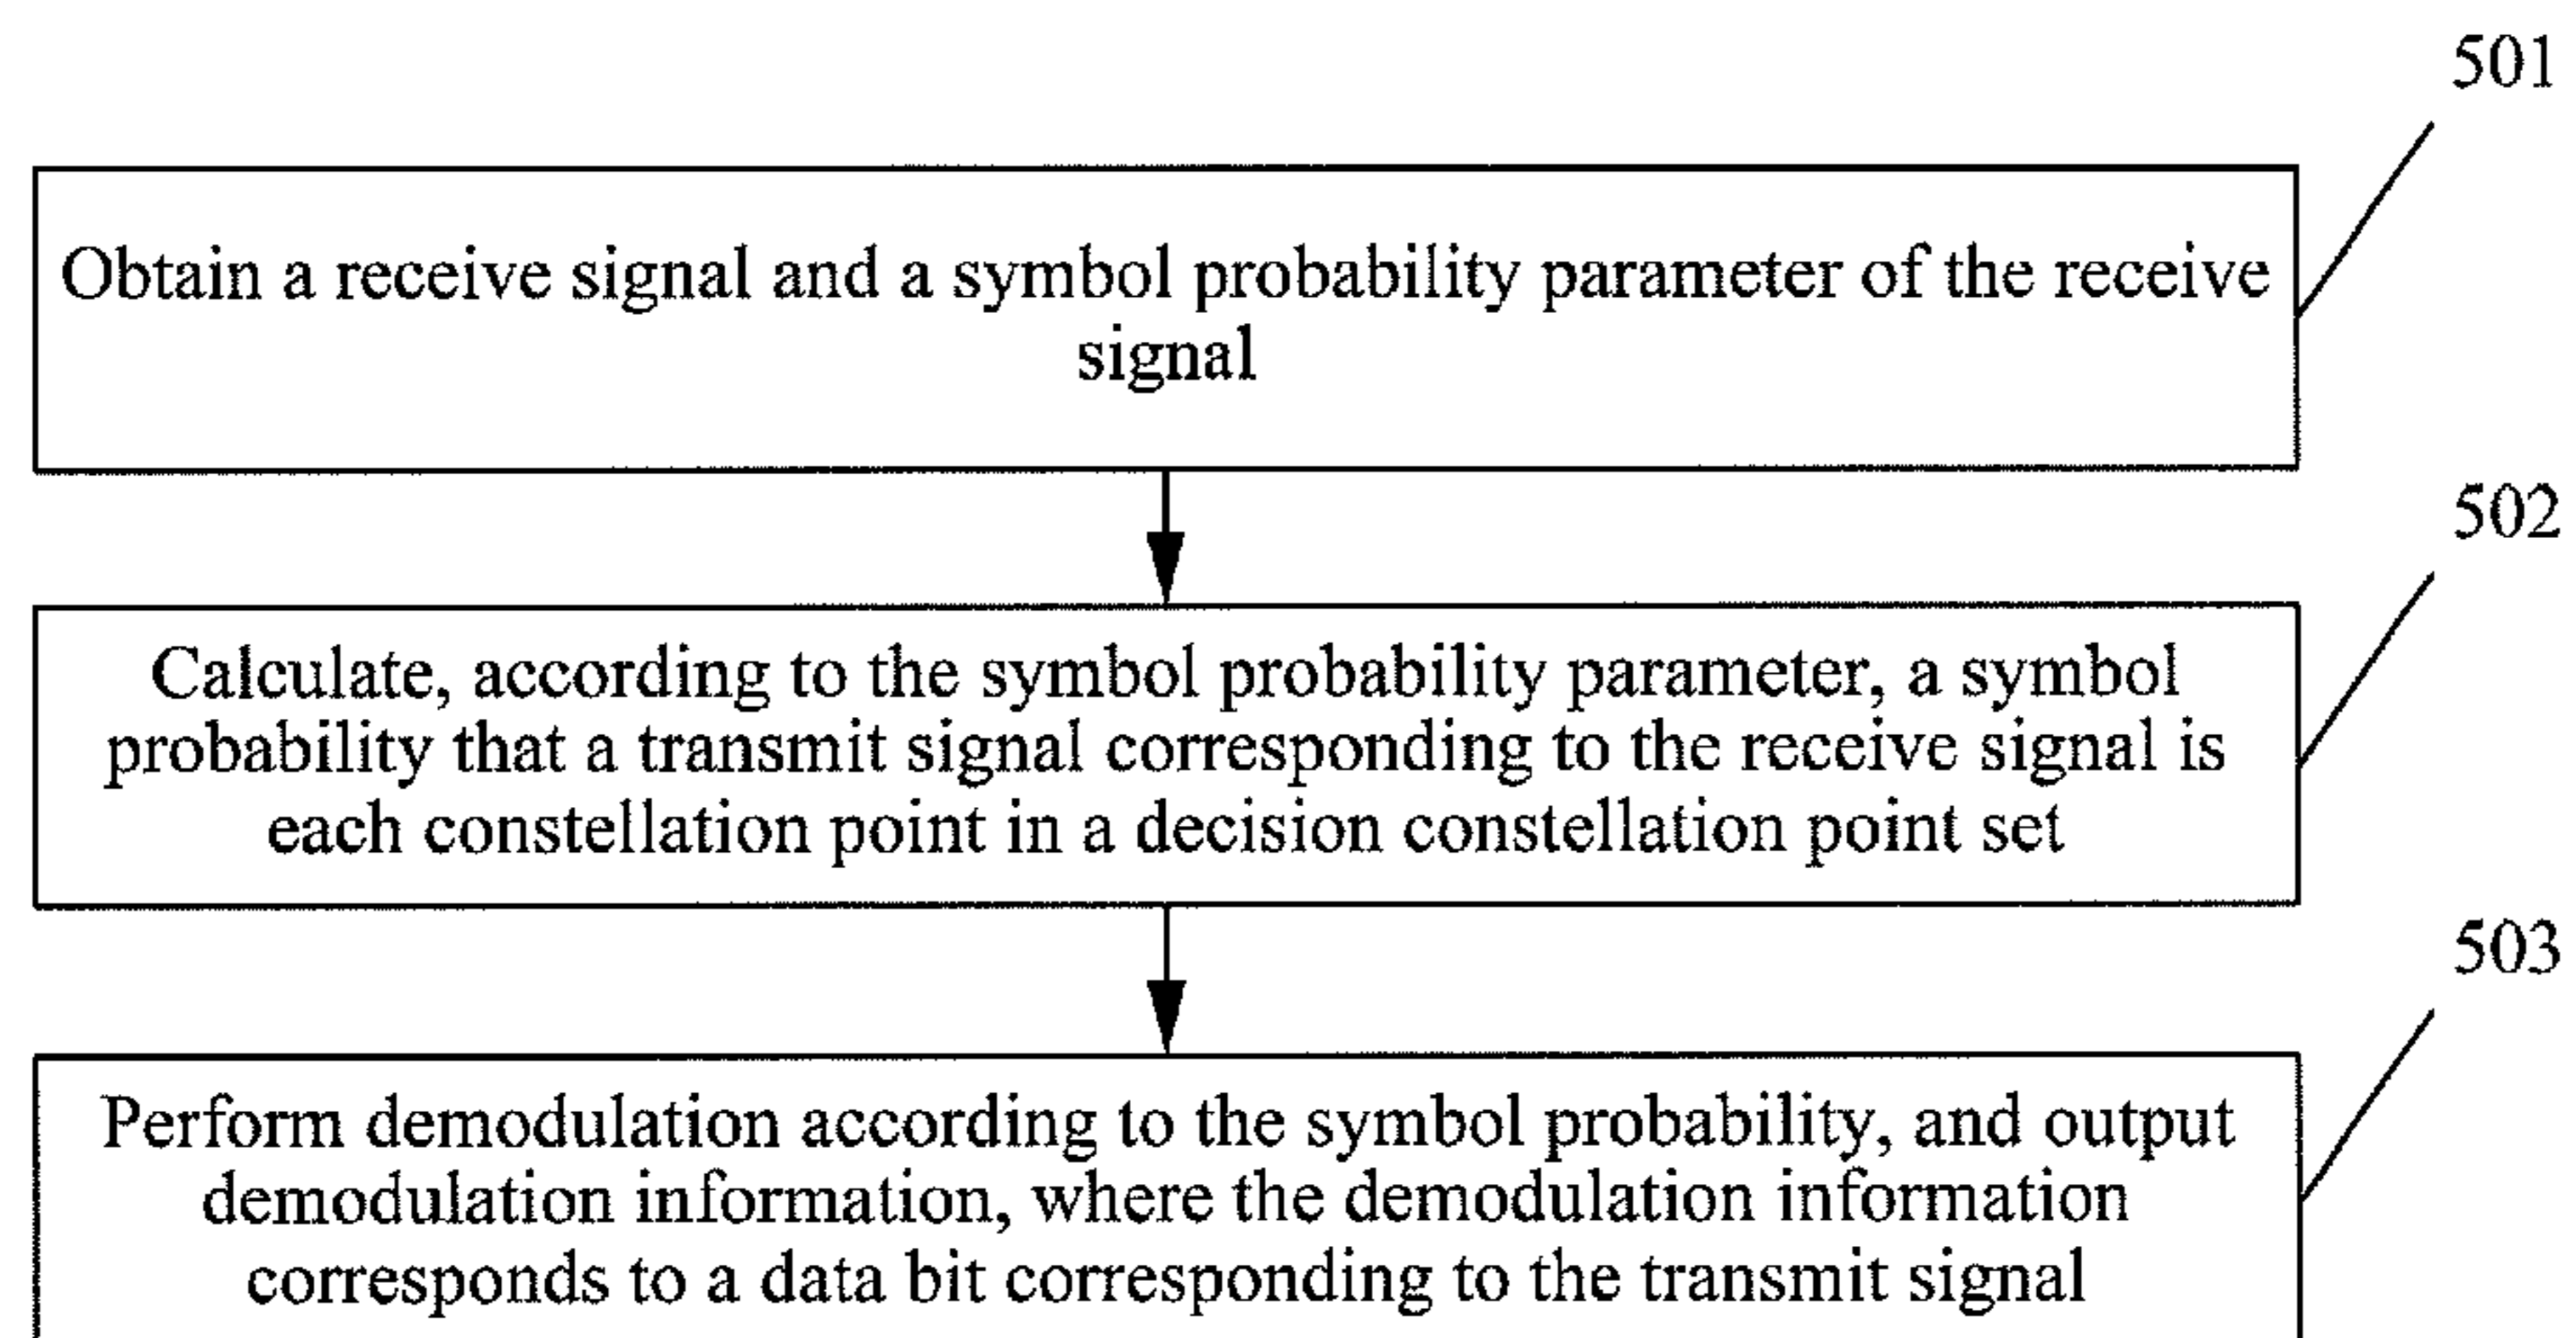 501
Obtain a receive signal and a symbol probability parameter of the receive
signal
502
Calculate, according to the symbol probability parameter, a symbol
probability that a transmit signal corresponding to the receive signal is
each constellation point in a decision constellation point set
503
Perform demodulation according to the symbol probability, and output
demodulation information, where the demodulation information
corresponds to a data bit corresponding to the transmit signal